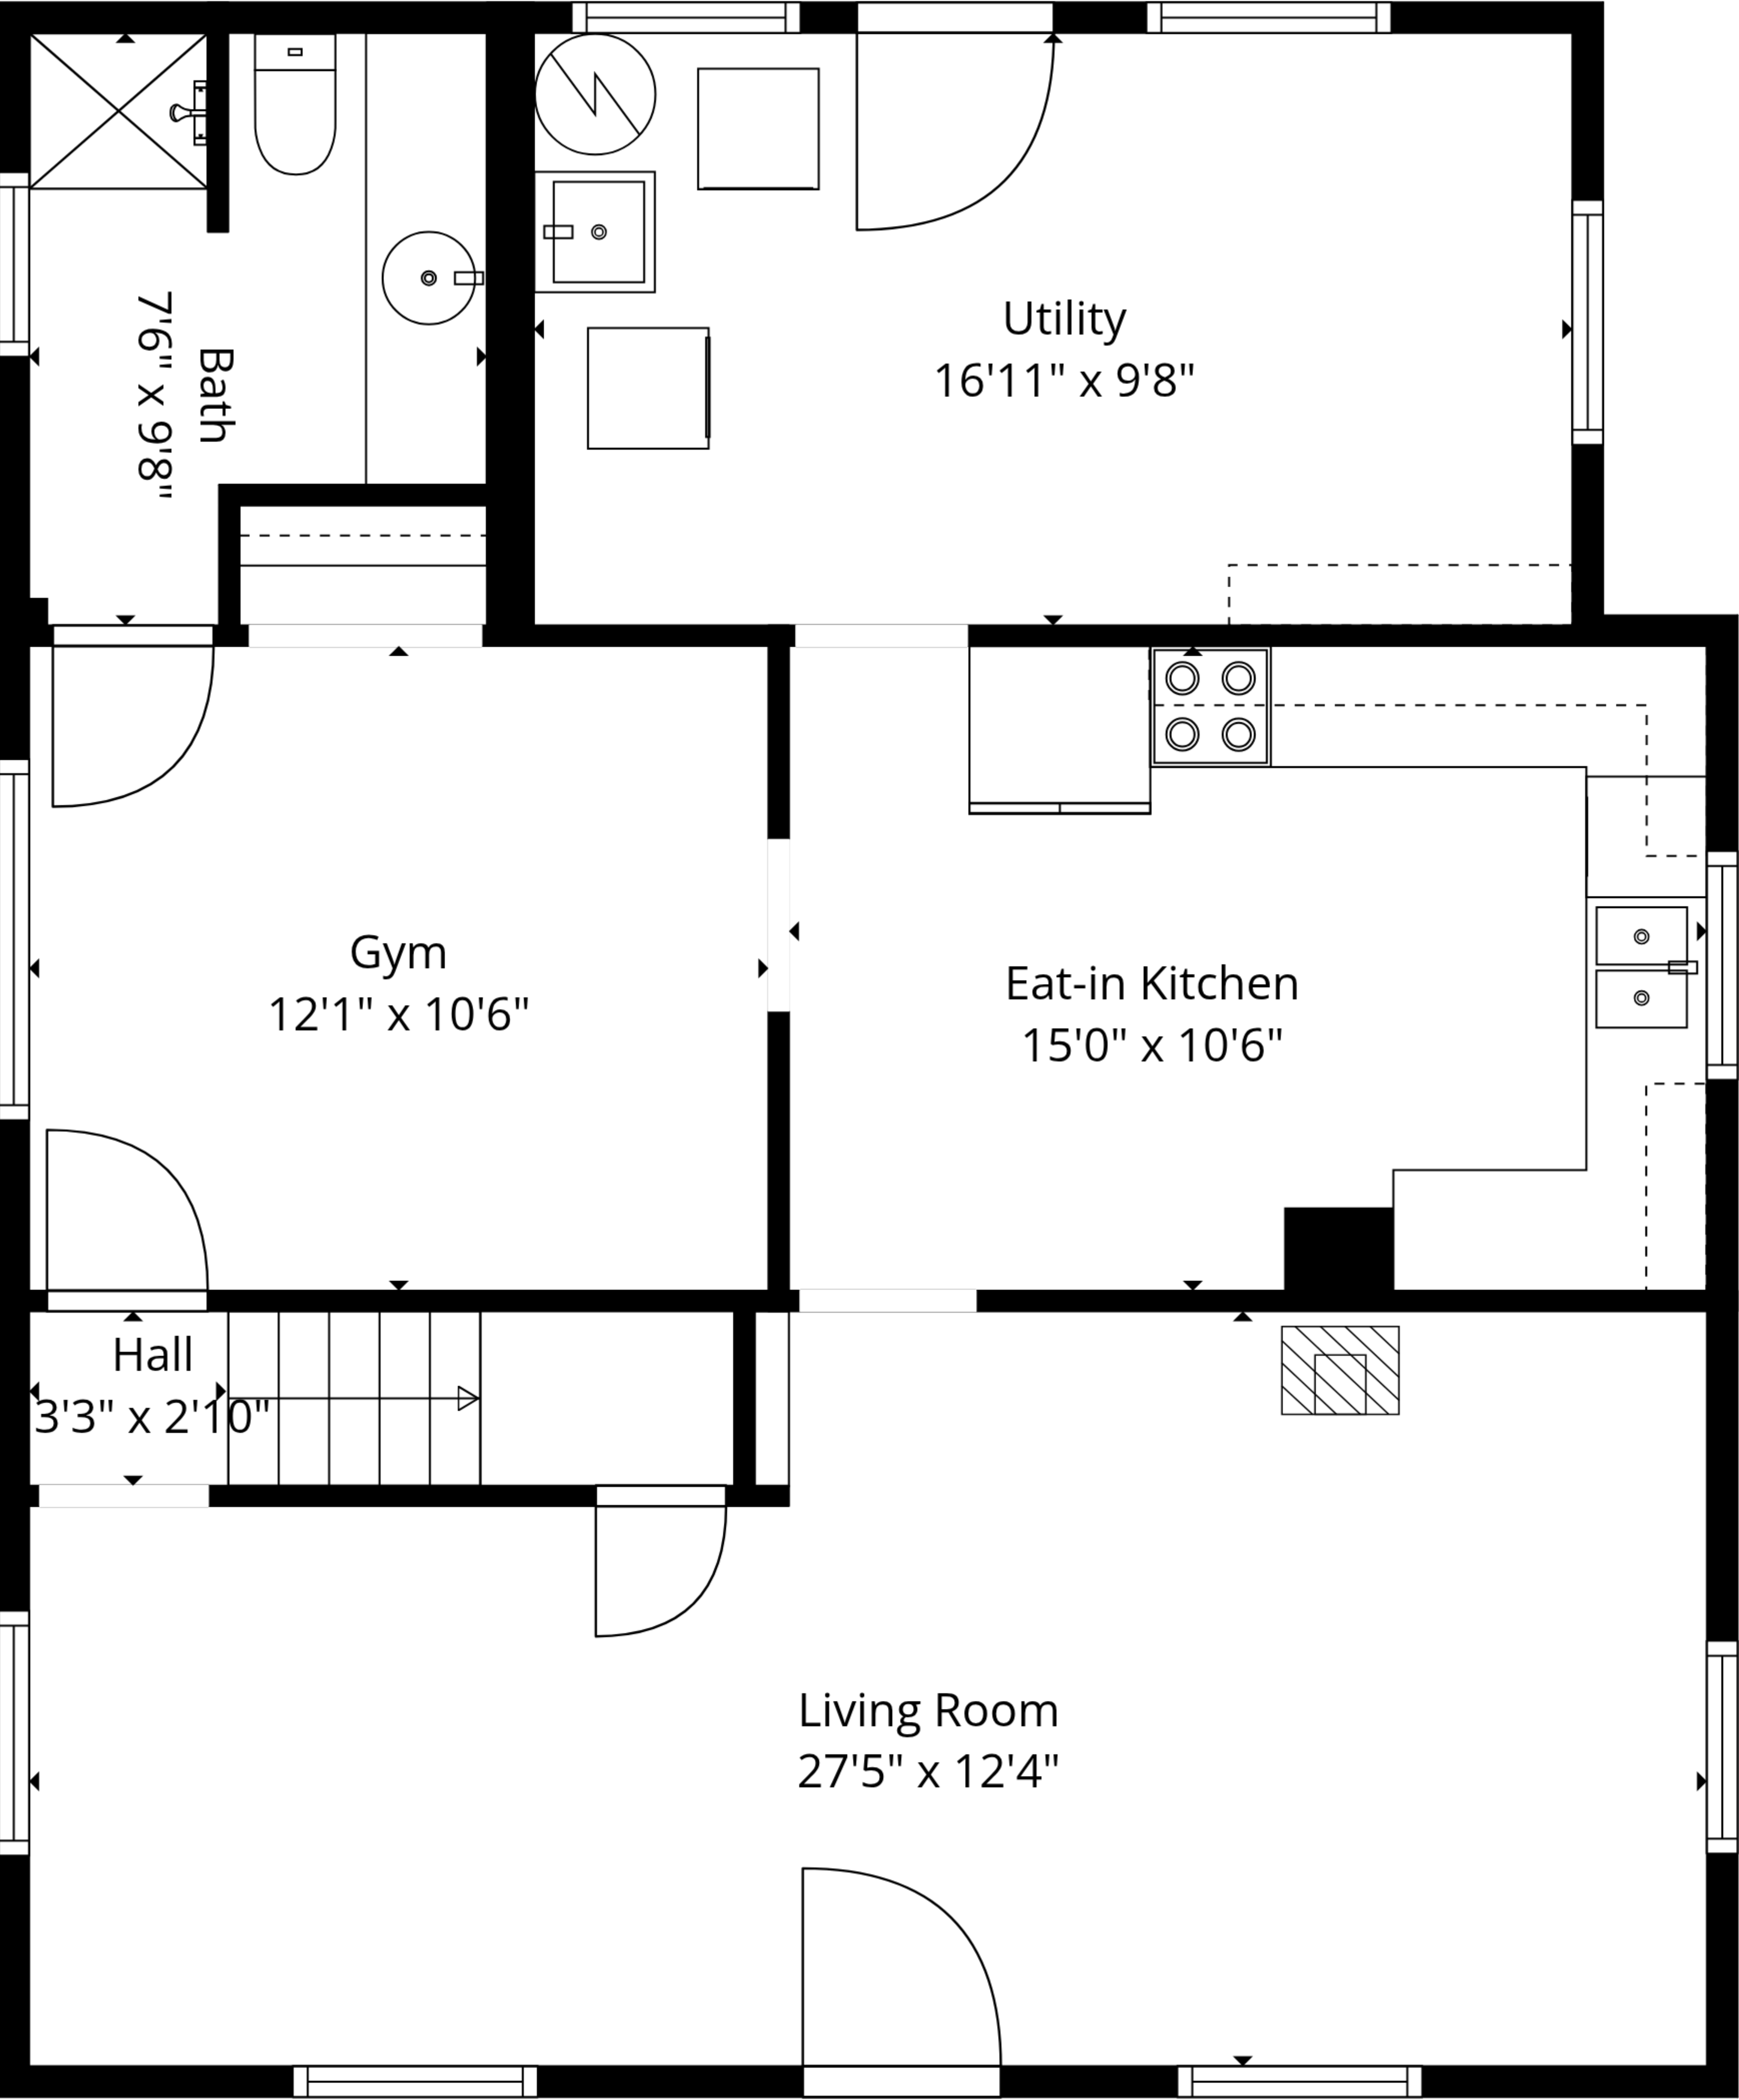 Bath
7'6" x 9'8"
Utility
16'11" x 9'8"
Gym
12'1" x 10'6"
Eat-in Kitchen
15'0" x 10'6"
Hall
3'3" x 2'10"
Living Room
27'5" x 12'4"